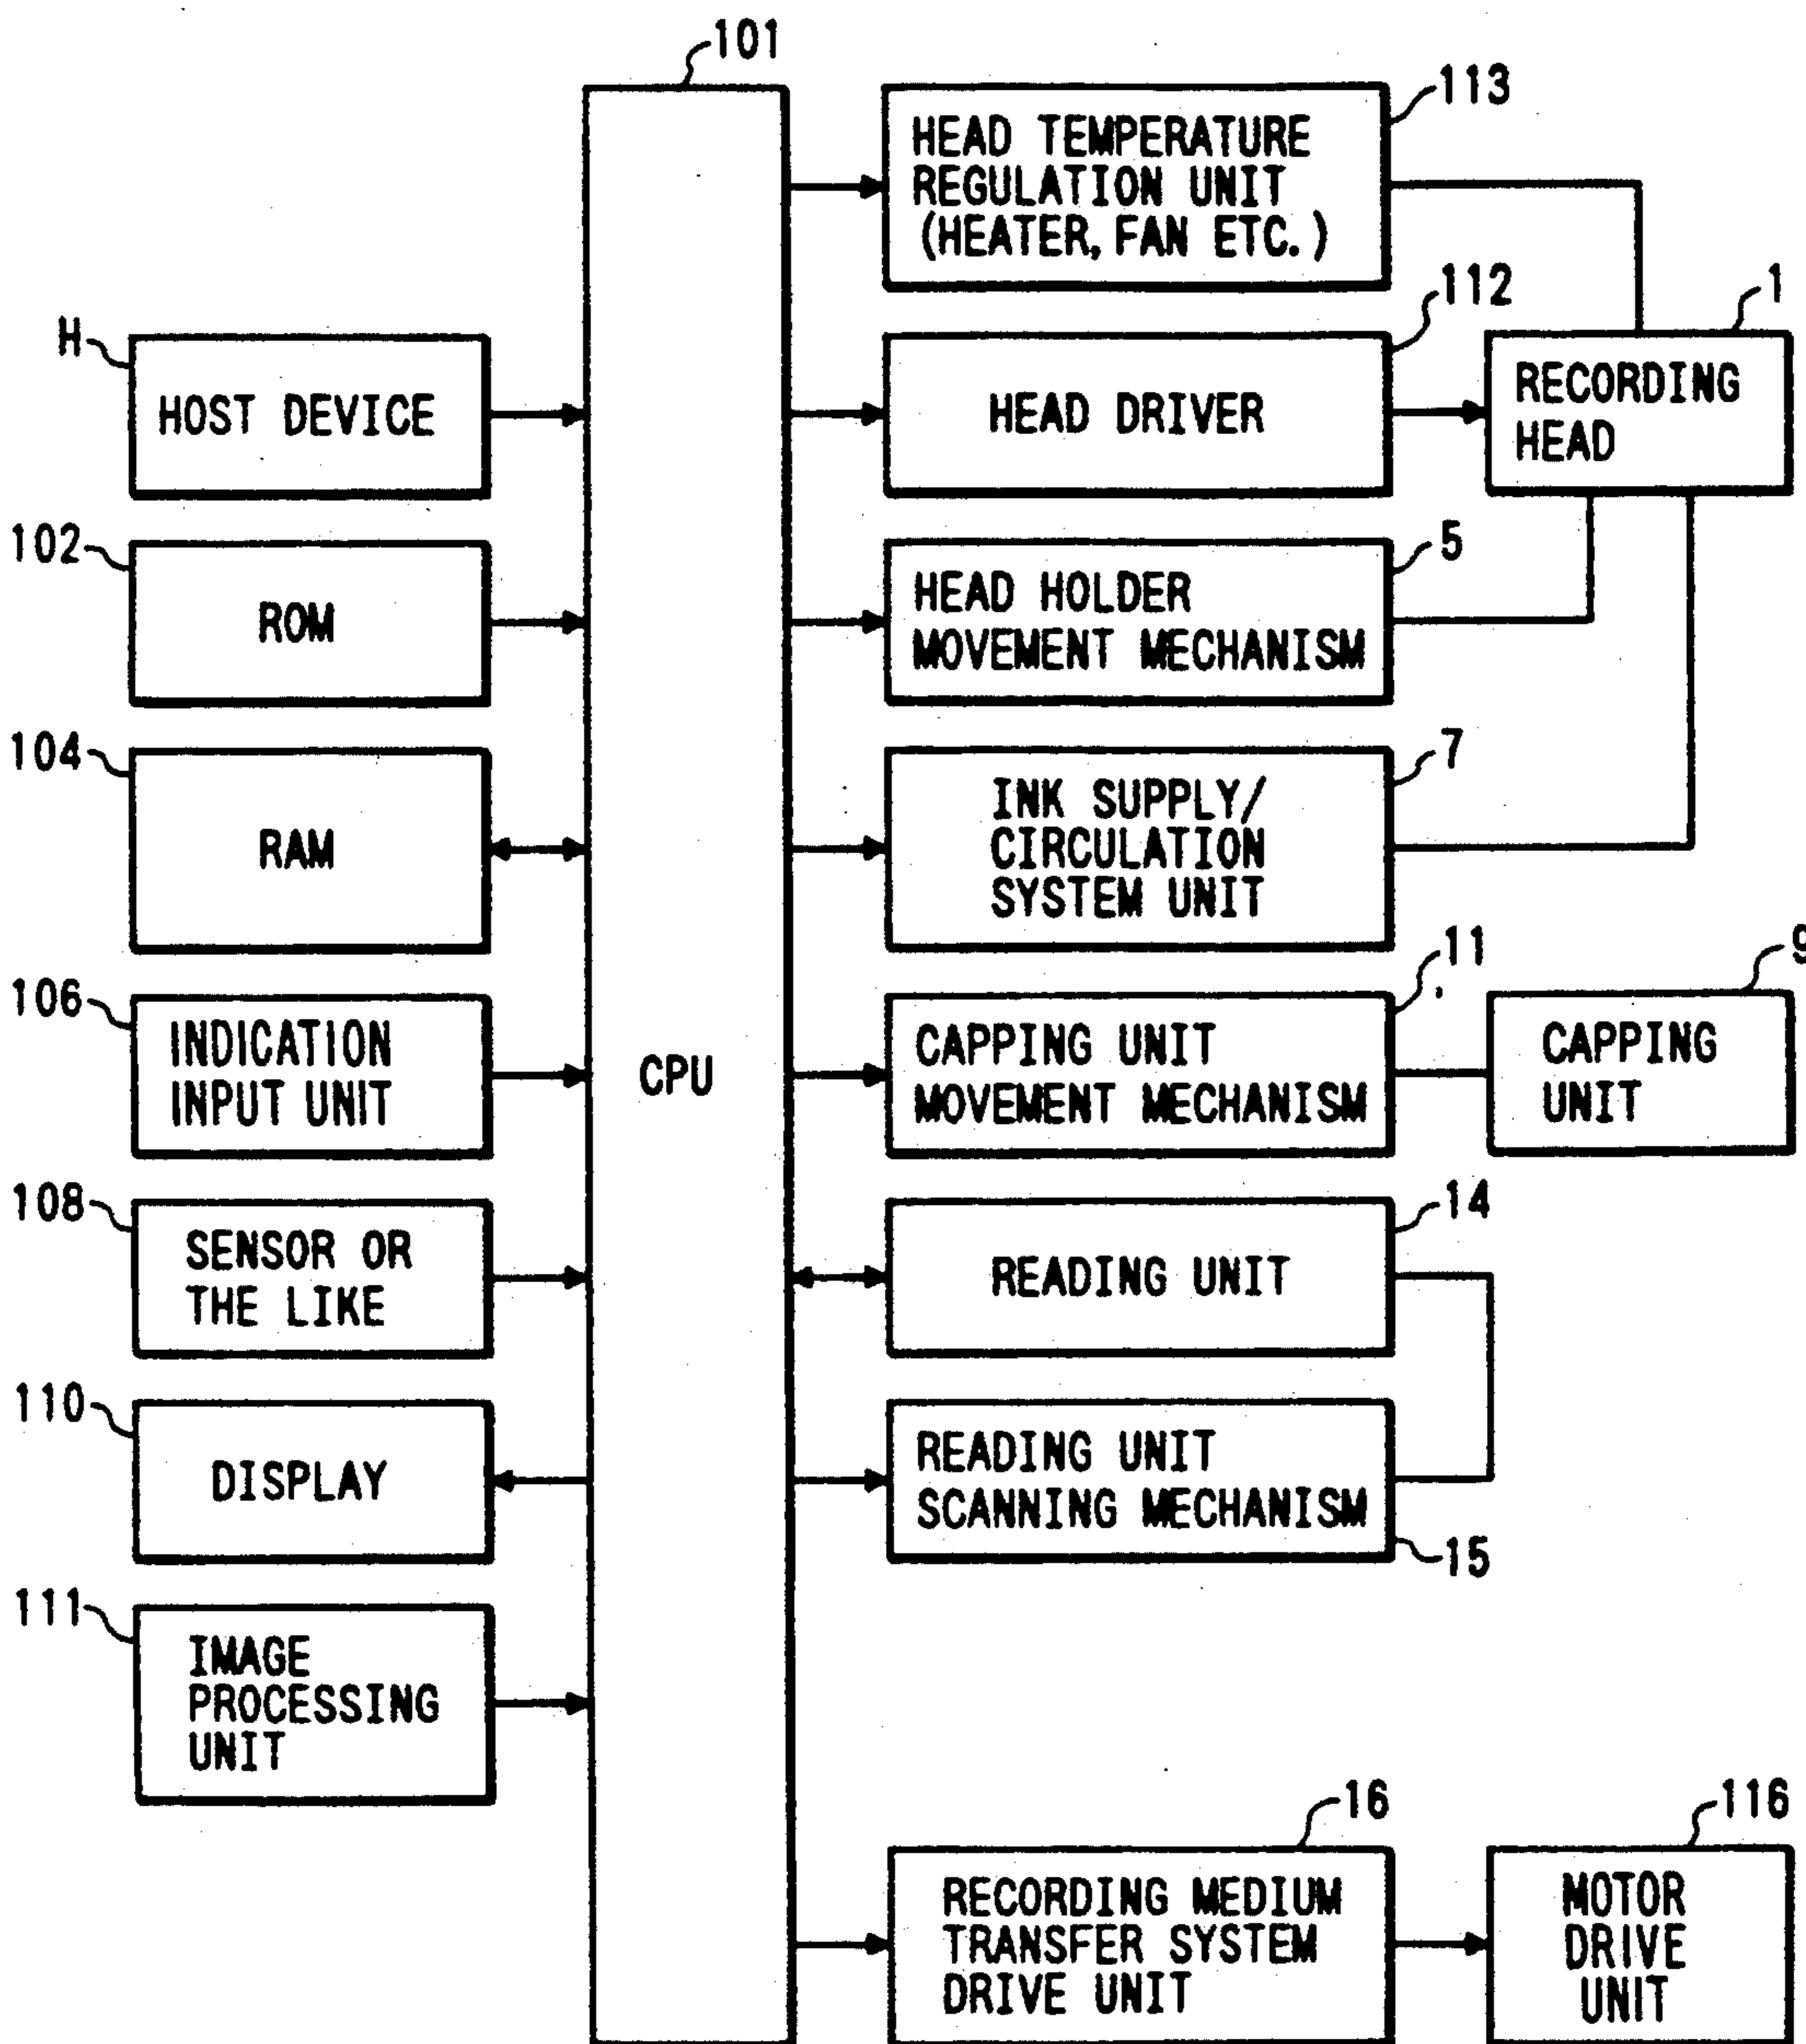 101
113
HEAD TEMPERATURE
REGULATION UNIT
(HEATER, FAN ETC.)
112
1
H
HOST DEVICE
HEAD DRIVER
RECORDING
HEAD
102
ROM
5
HEAD HOLDER
MOVEMENT MECHANISM
104
RAM
7
INK SUPPLY/
CIRCULATION
SYSTEM UNIT
106
INDICATION
INPUT UNIT
CPU
11
CAPPING UNIT
MOVEMENT MECHANISM
9
CAPPING
UNIT
108
SENSOR OR
THE LIKE
14
READING UNIT
110
DISPLAY
READING UNIT
SCANNING MECHANISM
15
111
IMAGE
PROCESSING
UNIT
16
RECORDING MEDIUM
TRANSFER SYSTEM
DRIVE UNIT
116
MOTOR
DRIVE
UNIT